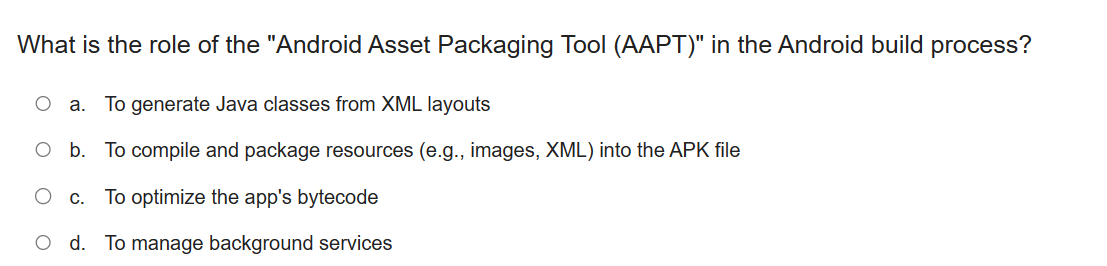 What is the role of the "Android Asset Packaging Tool (AAPT)" in the Android build process?
a. To generate Java classes from XML layouts
b. To compile and package resources (e.g., images, XML) into the APK file
c. To optimize the app's bytecode
d. To manage background services